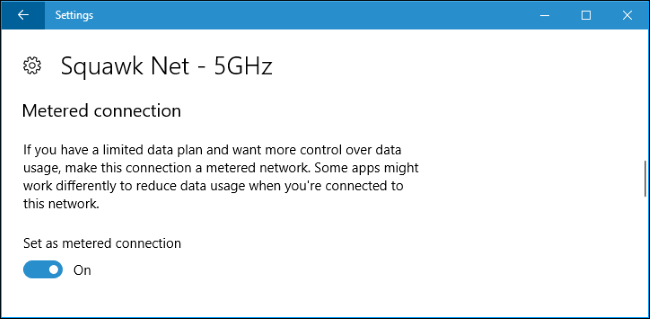 Settings
Squawk Net - 5GHz
Metered connection
If you have a limited data plan and want more control over data
usage, make this connection a metered network. Some apps might
work differently to reduce data usage when you're connected to
this network.
Set as metered connection
On